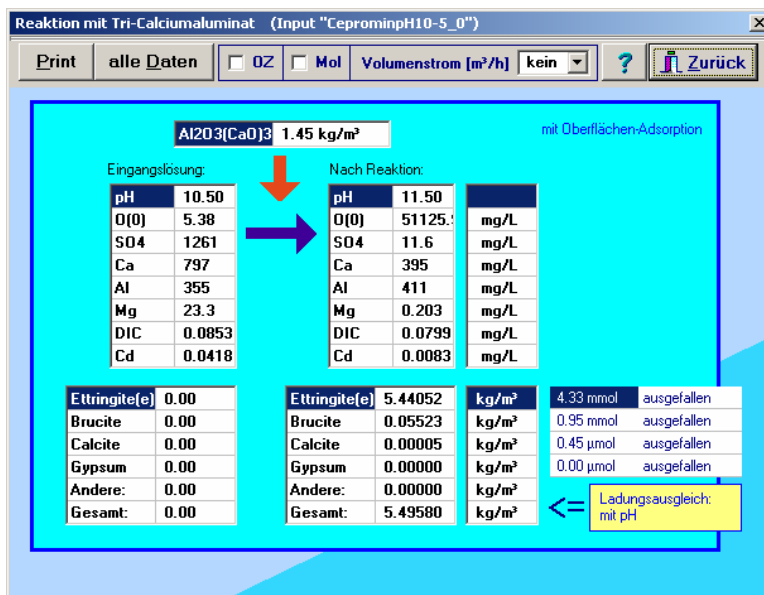 Reaktion mit Tri-Calciumaluminat (Input "CeprominpH10-5_0")
Print alle Daten OZ Mol Volumenstrom [m³/h] kein ? Zurück
Al2O3(CaO)3 1.45 kg/m³
mit Oberflächen-Adsorption
Eingangslösung: Nach Reaktion:
pH 10.50 pH 11.50
O(0) 5.38 O(0) 51125. mg/L
SO4 1261 SO4 11.6 mg/L
Ca 797 Ca 395 mg/L
Al 355 Al 411 mg/L
Mg 23.3 Mg 0.203 mg/L
DIC 0.0853 DIC 0.0799 mg/L
Cd 0.0418 Cd 0.0083 mg/L
Ettringite(e) 0.00 Ettringite(e) 5.44052 kg/m³ 4.33 mmol ausgefallen
Brucite 0.00 Brucite 0.05523 kg/m³ 0.95 mmol ausgefallen
Calcite 0.00 Calcite 0.00005 kg/m³ 0.45 µmol ausgefallen
Gypsum 0.00 Gypsum 0.00000 kg/m³ 0.00 µmol ausgefallen
Andere: 0.00 Andere: 0.00000 kg/m³
Gesamt: 0.00 Gesamt: 5.49580 kg/m³
<= Ladungsausgleich:
mit pH